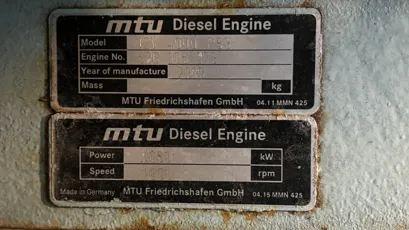 mtu Diesel Engine
Model
Engine No.
Year of manufacture
Mass kg
MTU Friedrichshafen GmbH 04.11 MMN 425
mtu Diesel Engine
Power kW
Speed rpm
Made in Germany MTU Friedrichshafen GmbH 04.15 MMN 425